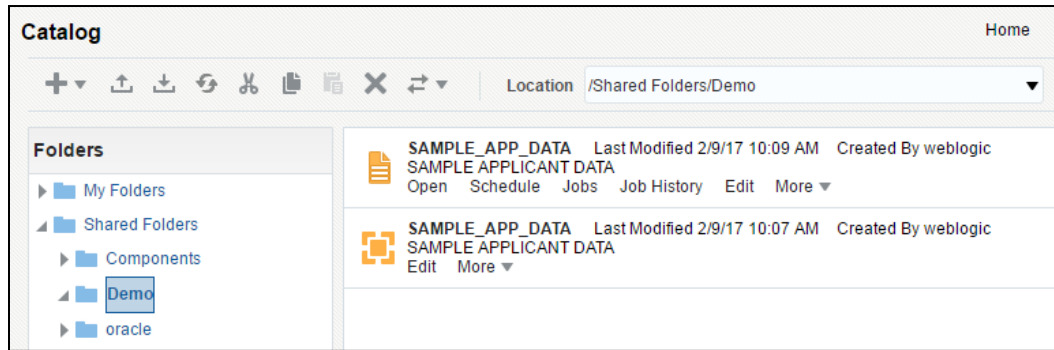 Catalog Home
Location /Shared Folders/Demo
Folders
My Folders
Shared Folders
Components
Demo
oracle
SAMPLE_APP_DATA Last Modified 2/9/17 10:09 AM Created By weblogic
SAMPLE APPLICANT DATA
Open Schedule Jobs Job History Edit More
SAMPLE_APP_DATA Last Modified 2/9/17 10:07 AM Created By weblogic
SAMPLE APPLICANT DATA
Edit More